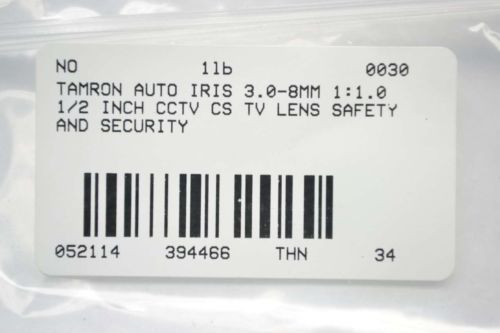 NO 1lb 0030
TAMRON AUTO IRIS 3.0-8MM 1:1.0
1/2 INCH CCTV CS TV LENS SAFETY
AND SECURITY
052114 394466 THN 34